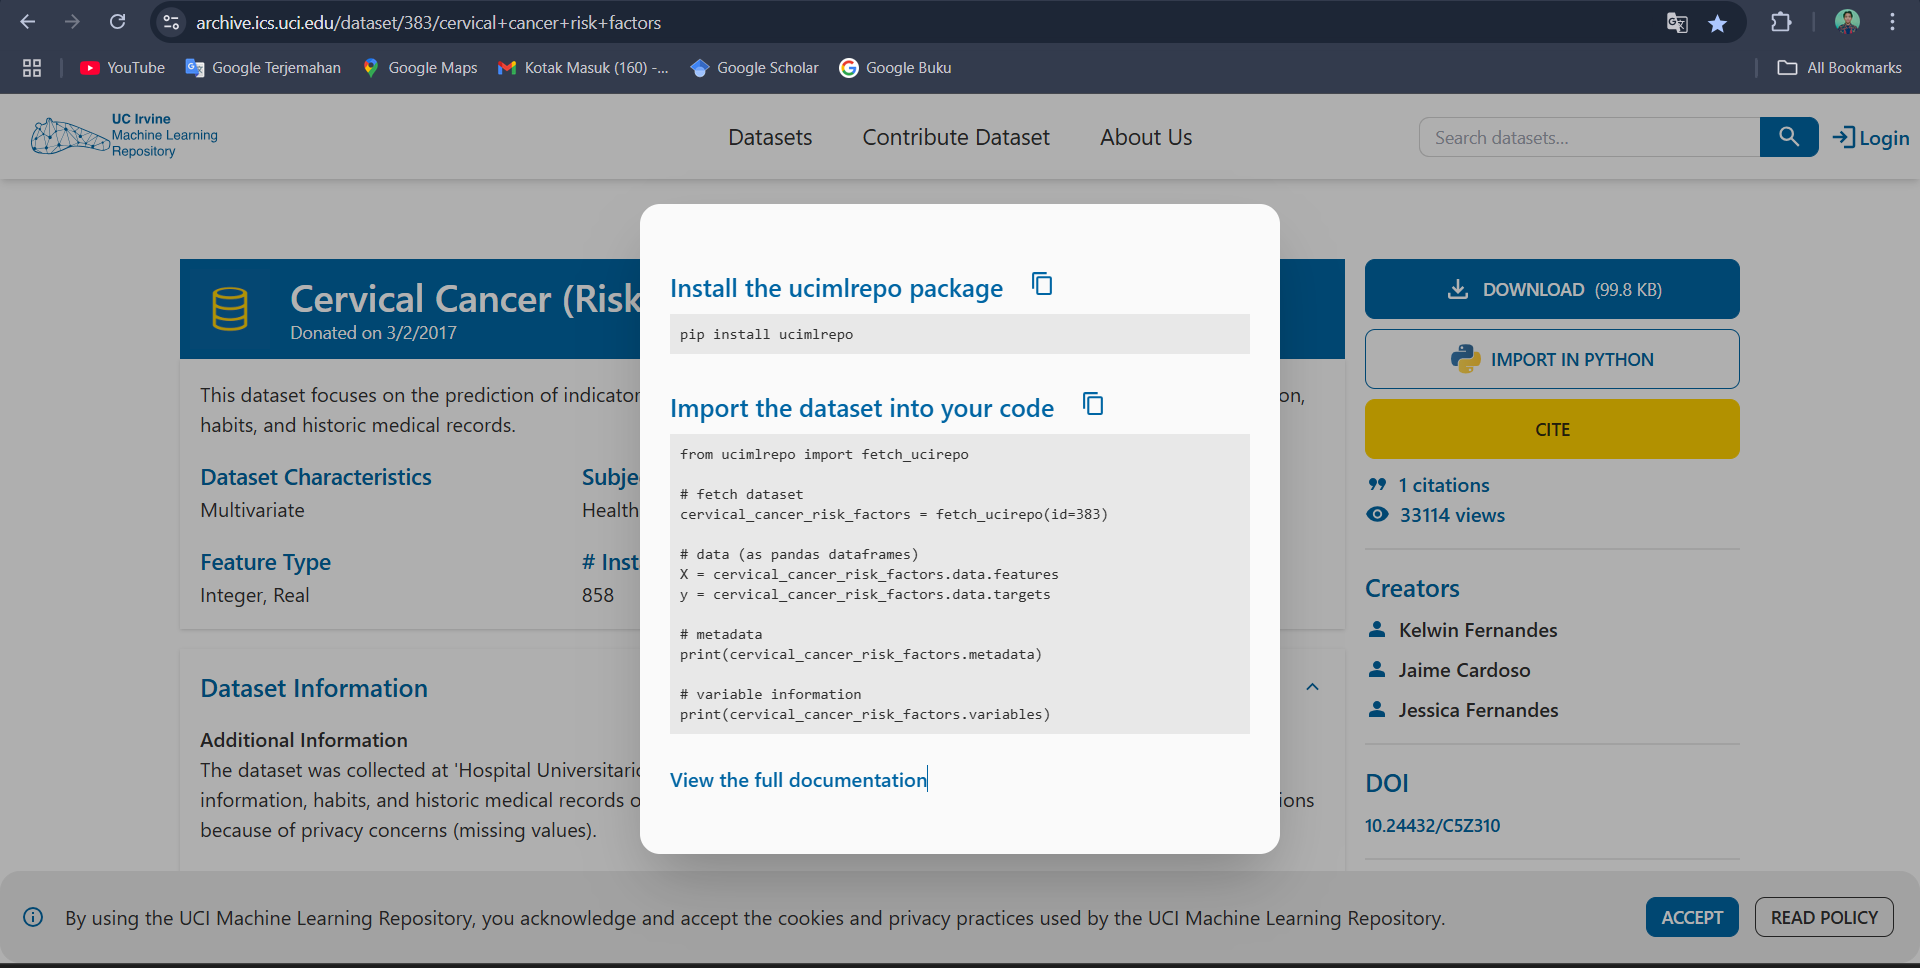 archive.ics.uci.edu/dataset/383/cervical+cancer+risk+factors
YouTube
Google Terjemahan
Google Maps
Kotak Masuk (160) -...
Google Scholar
Google Buku
All Bookmarks
UC Irvine
Machine Learning
Repository
Datasets
Contribute Dataset
About Us
Search datasets...
Login
Cervical Cancer (Risk
Donated on 3/2/2017
This dataset focuses on the prediction of indicator
on,
habits, and historic medical records.
Dataset Characteristics
Subje
Multivariate
Health
Feature Type
# Inst
Integer, Real
858
Dataset Information
Additional Information
The dataset was collected at 'Hospital Universitario
information, habits, and historic medical records o
ions
because of privacy concerns (missing values).
Install the ucimlrepo package
pip install ucimlrepo
Import the dataset into your code
from ucimlrepo import fetch_ucirepo
# fetch dataset
cervical_cancer_risk_factors = fetch_ucirepo(id=383)
# data (as pandas dataframes)
X = cervical_cancer_risk_factors.data.features
y = cervical_cancer_risk_factors.data.targets
# metadata
print(cervical_cancer_risk_factors.metadata)
# variable information
print(cervical_cancer_risk_factors.variables)
View the full documentation
DOWNLOAD (99.8 KB)
IMPORT IN PYTHON
CITE
1 citations
33114 views
Creators
Kelwin Fernandes
Jaime Cardoso
Jessica Fernandes
DOI
10.24432/C5Z310
By using the UCI Machine Learning Repository, you acknowledge and accept the cookies and privacy practices used by the UCI Machine Learning Repository.
ACCEPT
READ POLICY